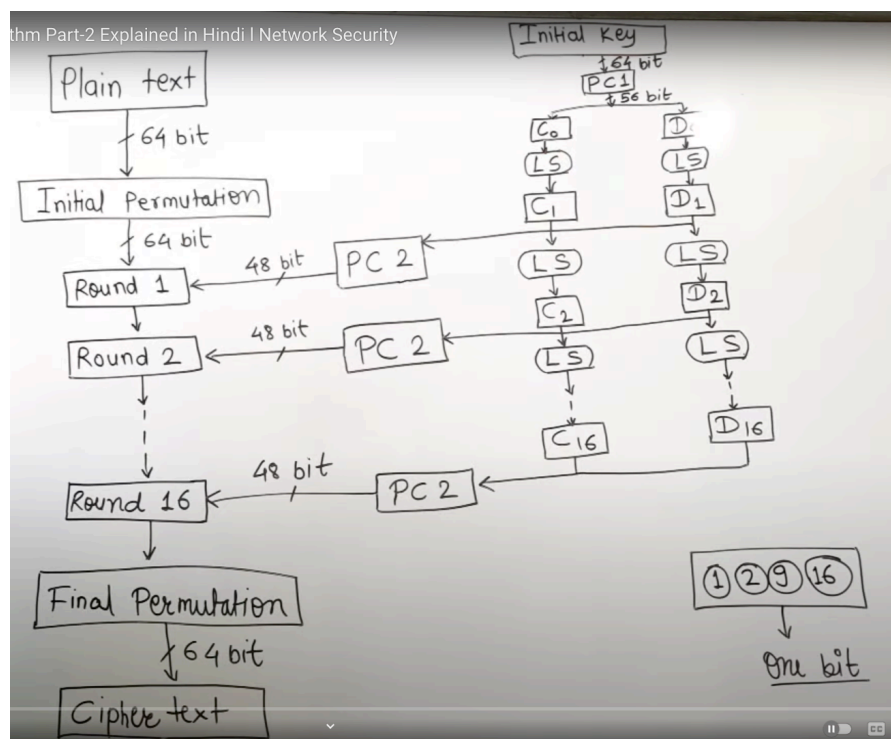 thm Part-2 Explained in Hindi l Network Security
Plain text
64 bit
Initial Permutation
64 bit
Round 1
48 bit
PC 2
Round 2
48 bit
PC 2
Round 16
48 bit
PC 2
Final Permutation
64 bit
Cipher text
Initial Key
64 bit
PC1
56 bit
C₀
D
LS
LS
C₁
D₁
LS
LS
C₂
D₂
LS
LS
C₁₆
D₁₆
1 2 9 16
One bit
CC